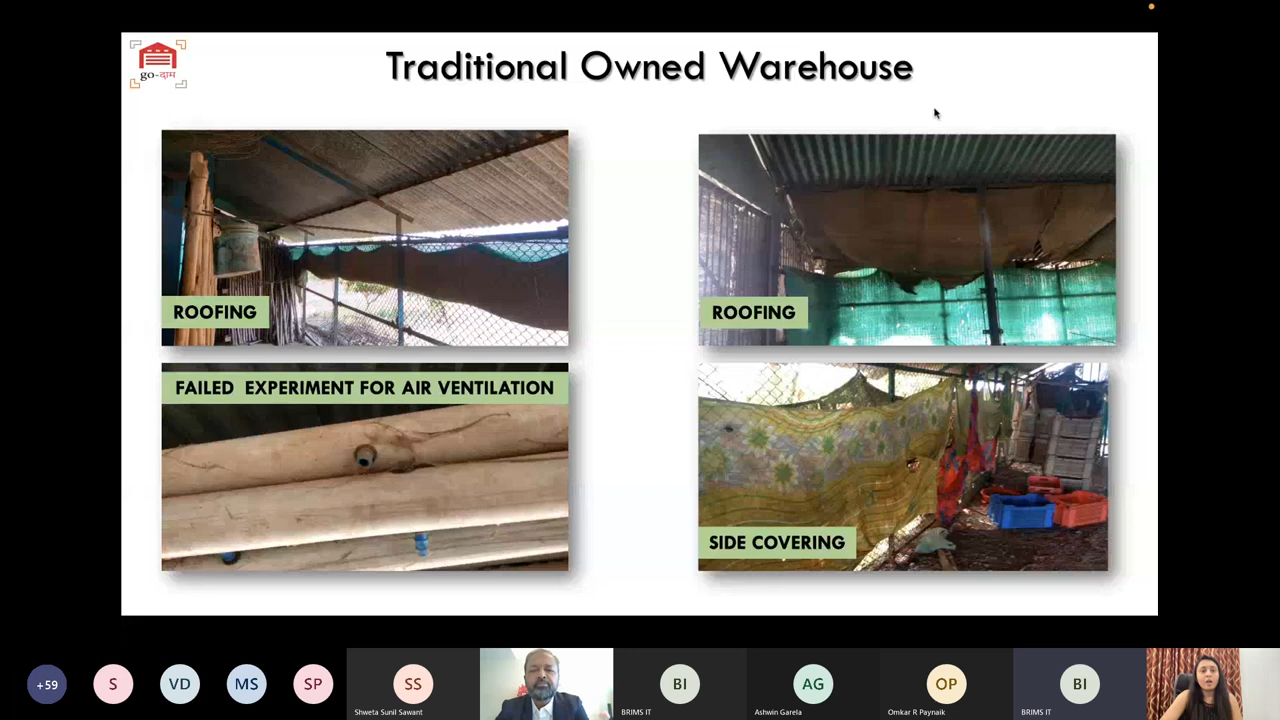 Traditional Owned Warehouse
go-दाम
ROOFING
ROOFING
FAILED EXPERIMENT FOR AIR VENTILATION
SIDE COVERING
+59
S
VD
MS
SP
SS
Shweta Sunil Sawant
BI
BRIMS IT
AG
Ashwin Garela
OP
Omkar R Paynaik
BI
BRIMS IT